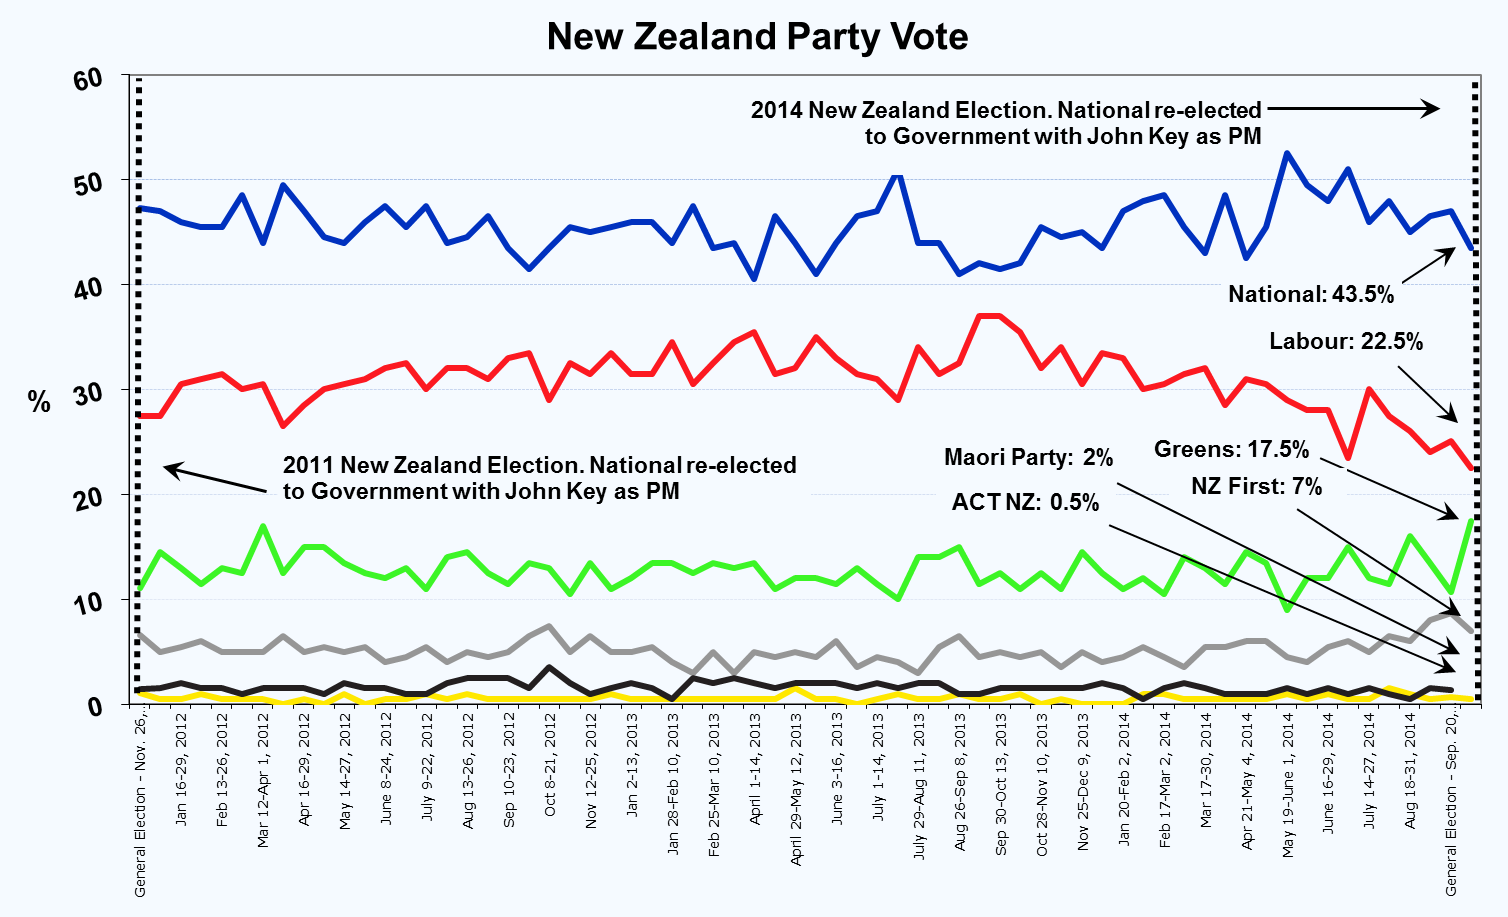 New Zealand Party Vote
60
50
40
30
20
10
0
%
2014 New Zealand Election. National re-elected
to Government with John Key as PM
National: 43.5%
Labour: 22.5%
Greens: 17.5%
Maori Party: 2%
NZ First: 7%
ACT NZ: 0.5%
2011 New Zealand Election. National re-elected
to Government with John Key as PM
General Election - Nov. 26,...
Jan 16-29, 2012
Feb 13-26, 2012
Mar 12-Apr 1, 2012
Apr 16-29, 2012
May 14-27, 2012
June 8-24, 2012
July 9-22, 2012
Aug 13-26, 2012
Sep 10-23, 2012
Oct 8-21, 2012
Nov 12-25, 2012
Jan 2-13, 2013
Jan 28-Feb 10, 2013
Feb 25-Mar 10, 2013
April 1-14, 2013
April 29-May 12, 2013
June 3-16, 2013
July 1-14, 2013
July 29-Aug 11, 2013
Aug 26-Sep 8, 2013
Sep 30-Oct 13, 2013
Oct 28-Nov 10, 2013
Nov 25-Dec 9, 2013
Jan 20-Feb 2, 2014
Feb 17-Mar 2, 2014
Mar 17-30, 2014
Apr 21-May 4, 2014
May 19-June 1, 2014
June 16-29, 2014
July 14-27, 2014
Aug 18-31, 2014
General Election - Sep. 20,...